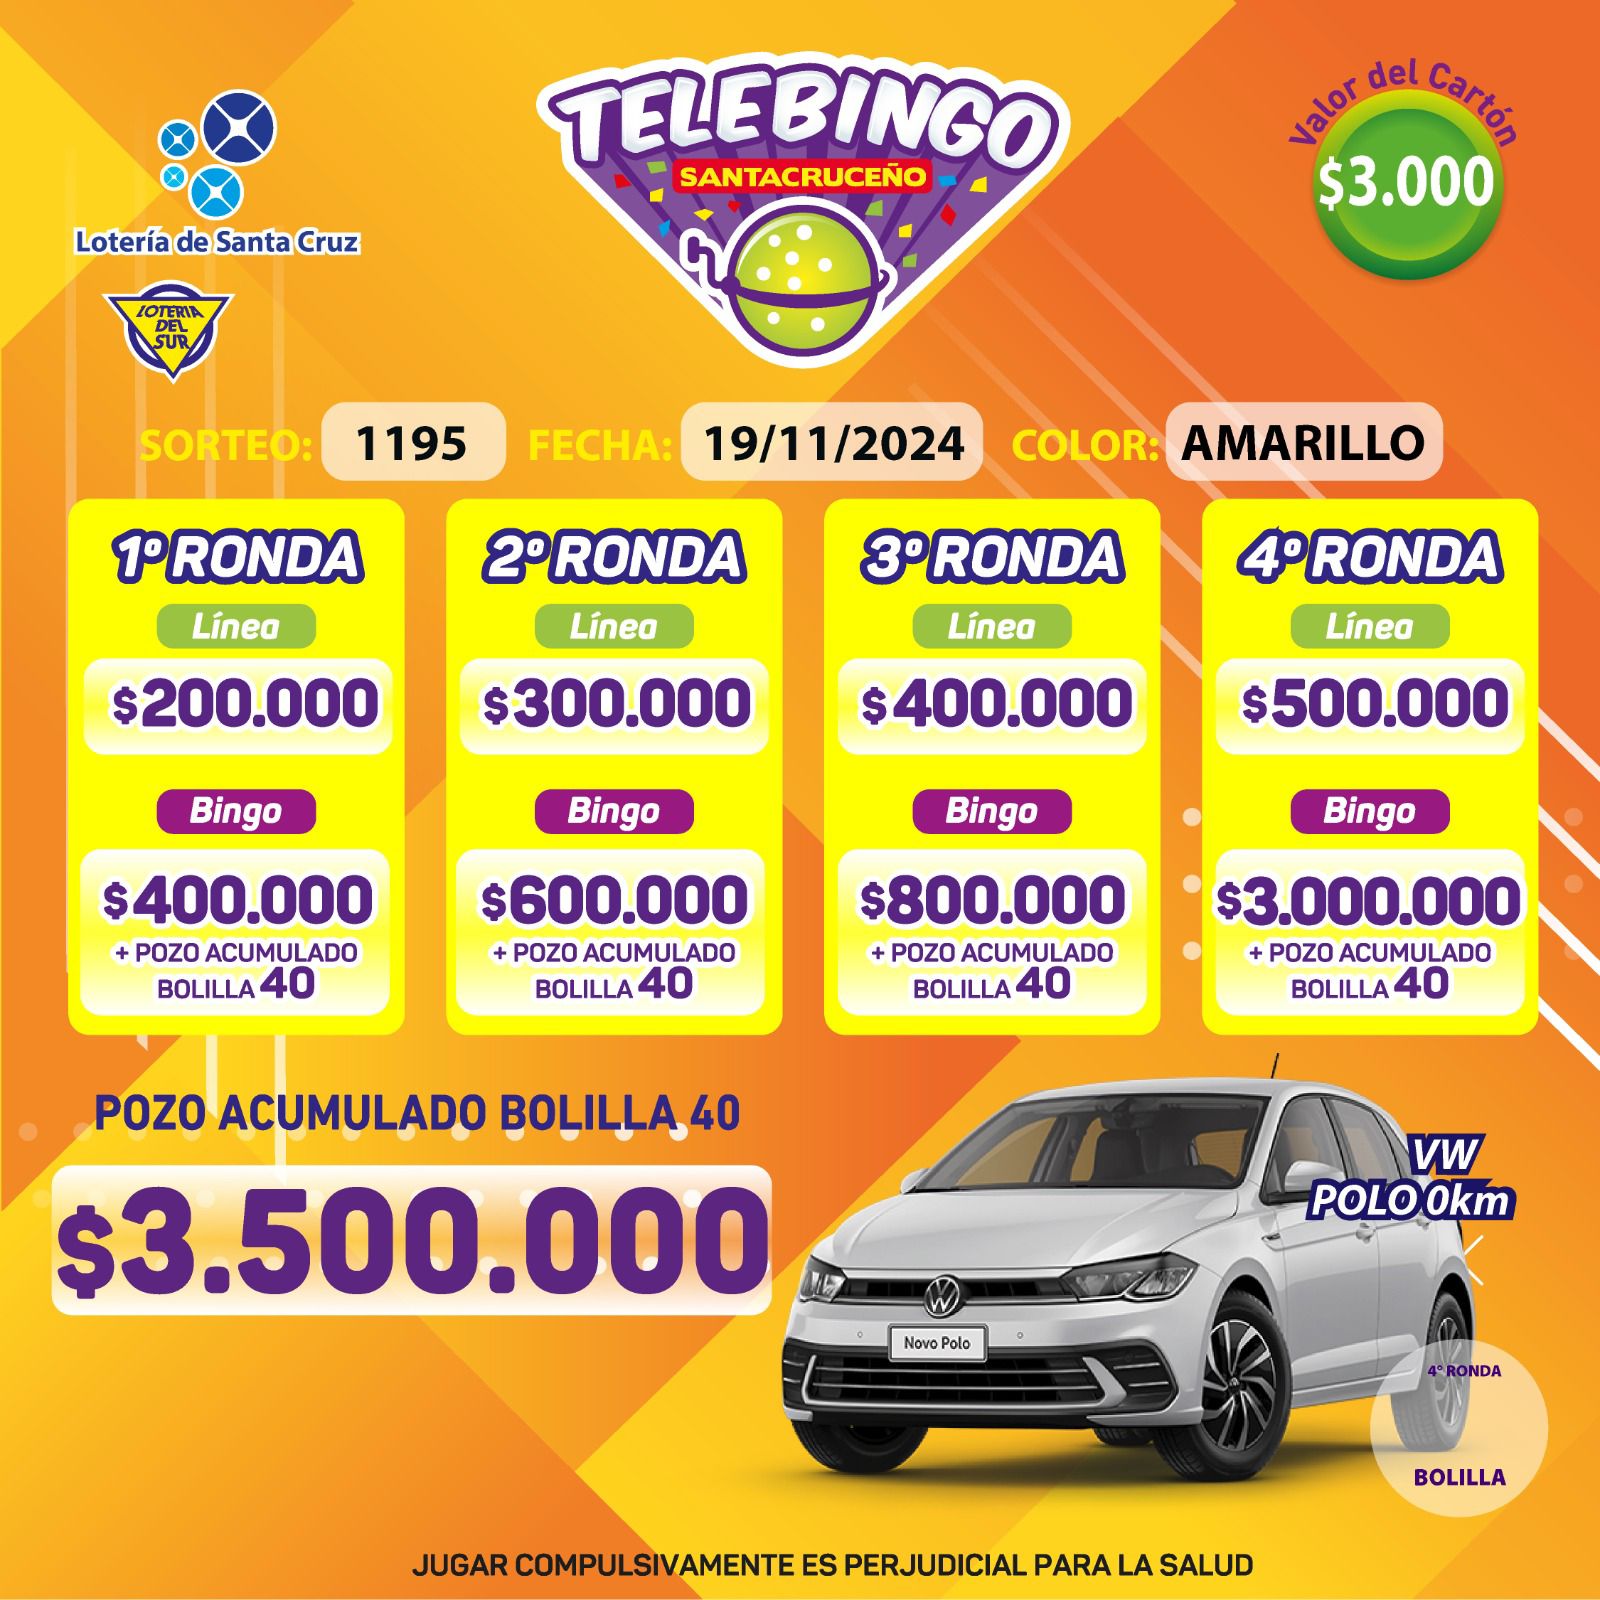 TELEBINGO
SANTACRUCEÑO
Valor del Cartón
$3.000
Lotería de Santa Cruz
LOTERIA
DEL
SUR
SORTEO: 1195 FECHA: 19/11/2024 COLOR: AMARILLO
1º RONDA
Línea
$200.000
Bingo
$400.000
+ POZO ACUMULADO
BOLILLA 40
2º RONDA
Línea
$300.000
Bingo
$600.000
+ POZO ACUMULADO
BOLILLA 40
3º RONDA
Línea
$400.000
Bingo
$800.000
+ POZO ACUMULADO
BOLILLA 40
4º RONDA
Línea
$500.000
Bingo
$3.000.000
+ POZO ACUMULADO
BOLILLA 40
POZO ACUMULADO BOLILLA 40
$3.500.000
VW
POLO 0km
Novo Polo
4° RONDA
BOLILLA
JUGAR COMPULSIVAMENTE ES PERJUDICIAL PARA LA SALUD